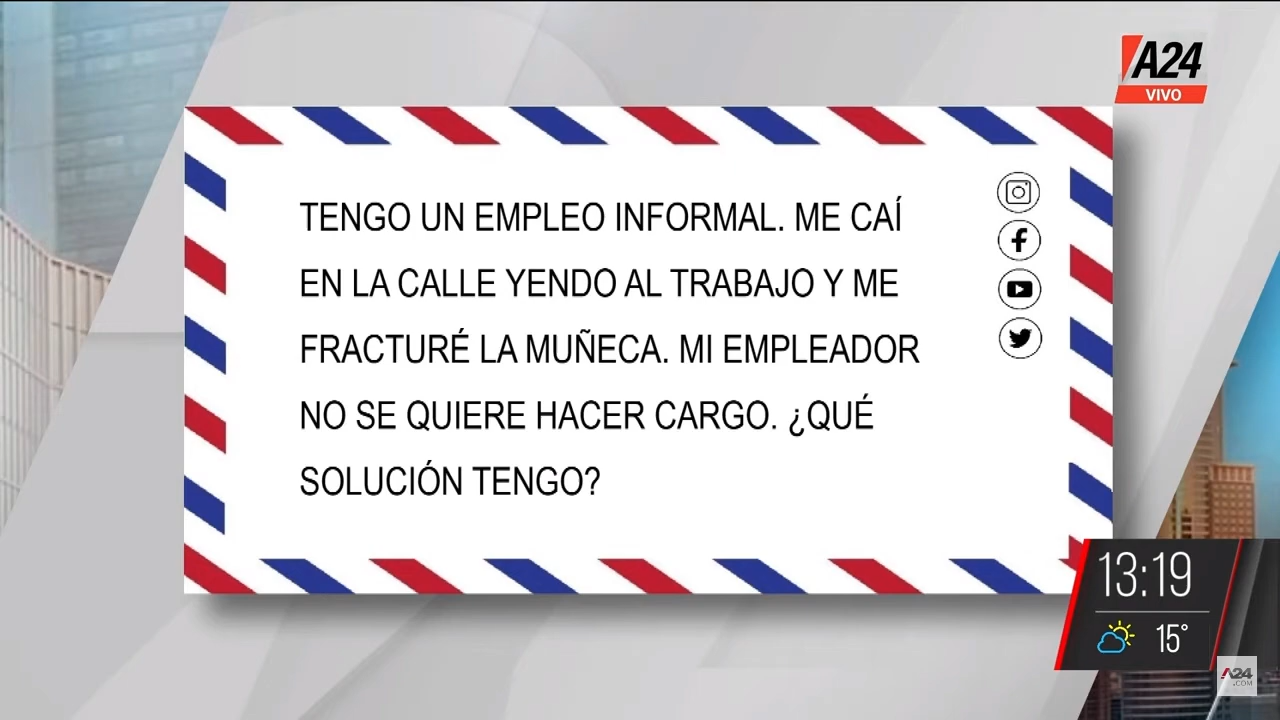 A24
VIVO
TENGO UN EMPLEO INFORMAL. ME CAÍ
EN LA CALLE YENDO AL TRABAJO Y ME
FRACTURÉ LA MUÑECA. MI EMPLEADOR
NO SE QUIERE HACER CARGO. ¿QUÉ
SOLUCIÓN TENGO?
13:19
15°
A24
.COM